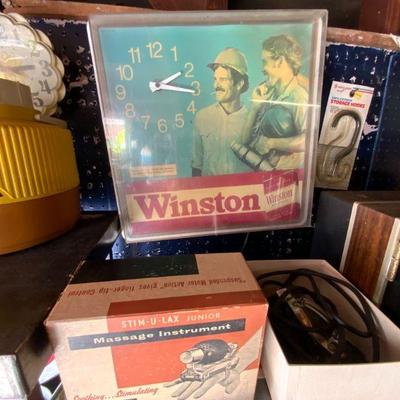 12
11
1
10
2
9
3
8
4
7
6
5
Winston
Winston
STORAGE HOOKS
"Suspended Motor Action" gives finger-tip Control
STIM-U-LAX JUNIOR
Massage Instrument
Soothing...Stimulating